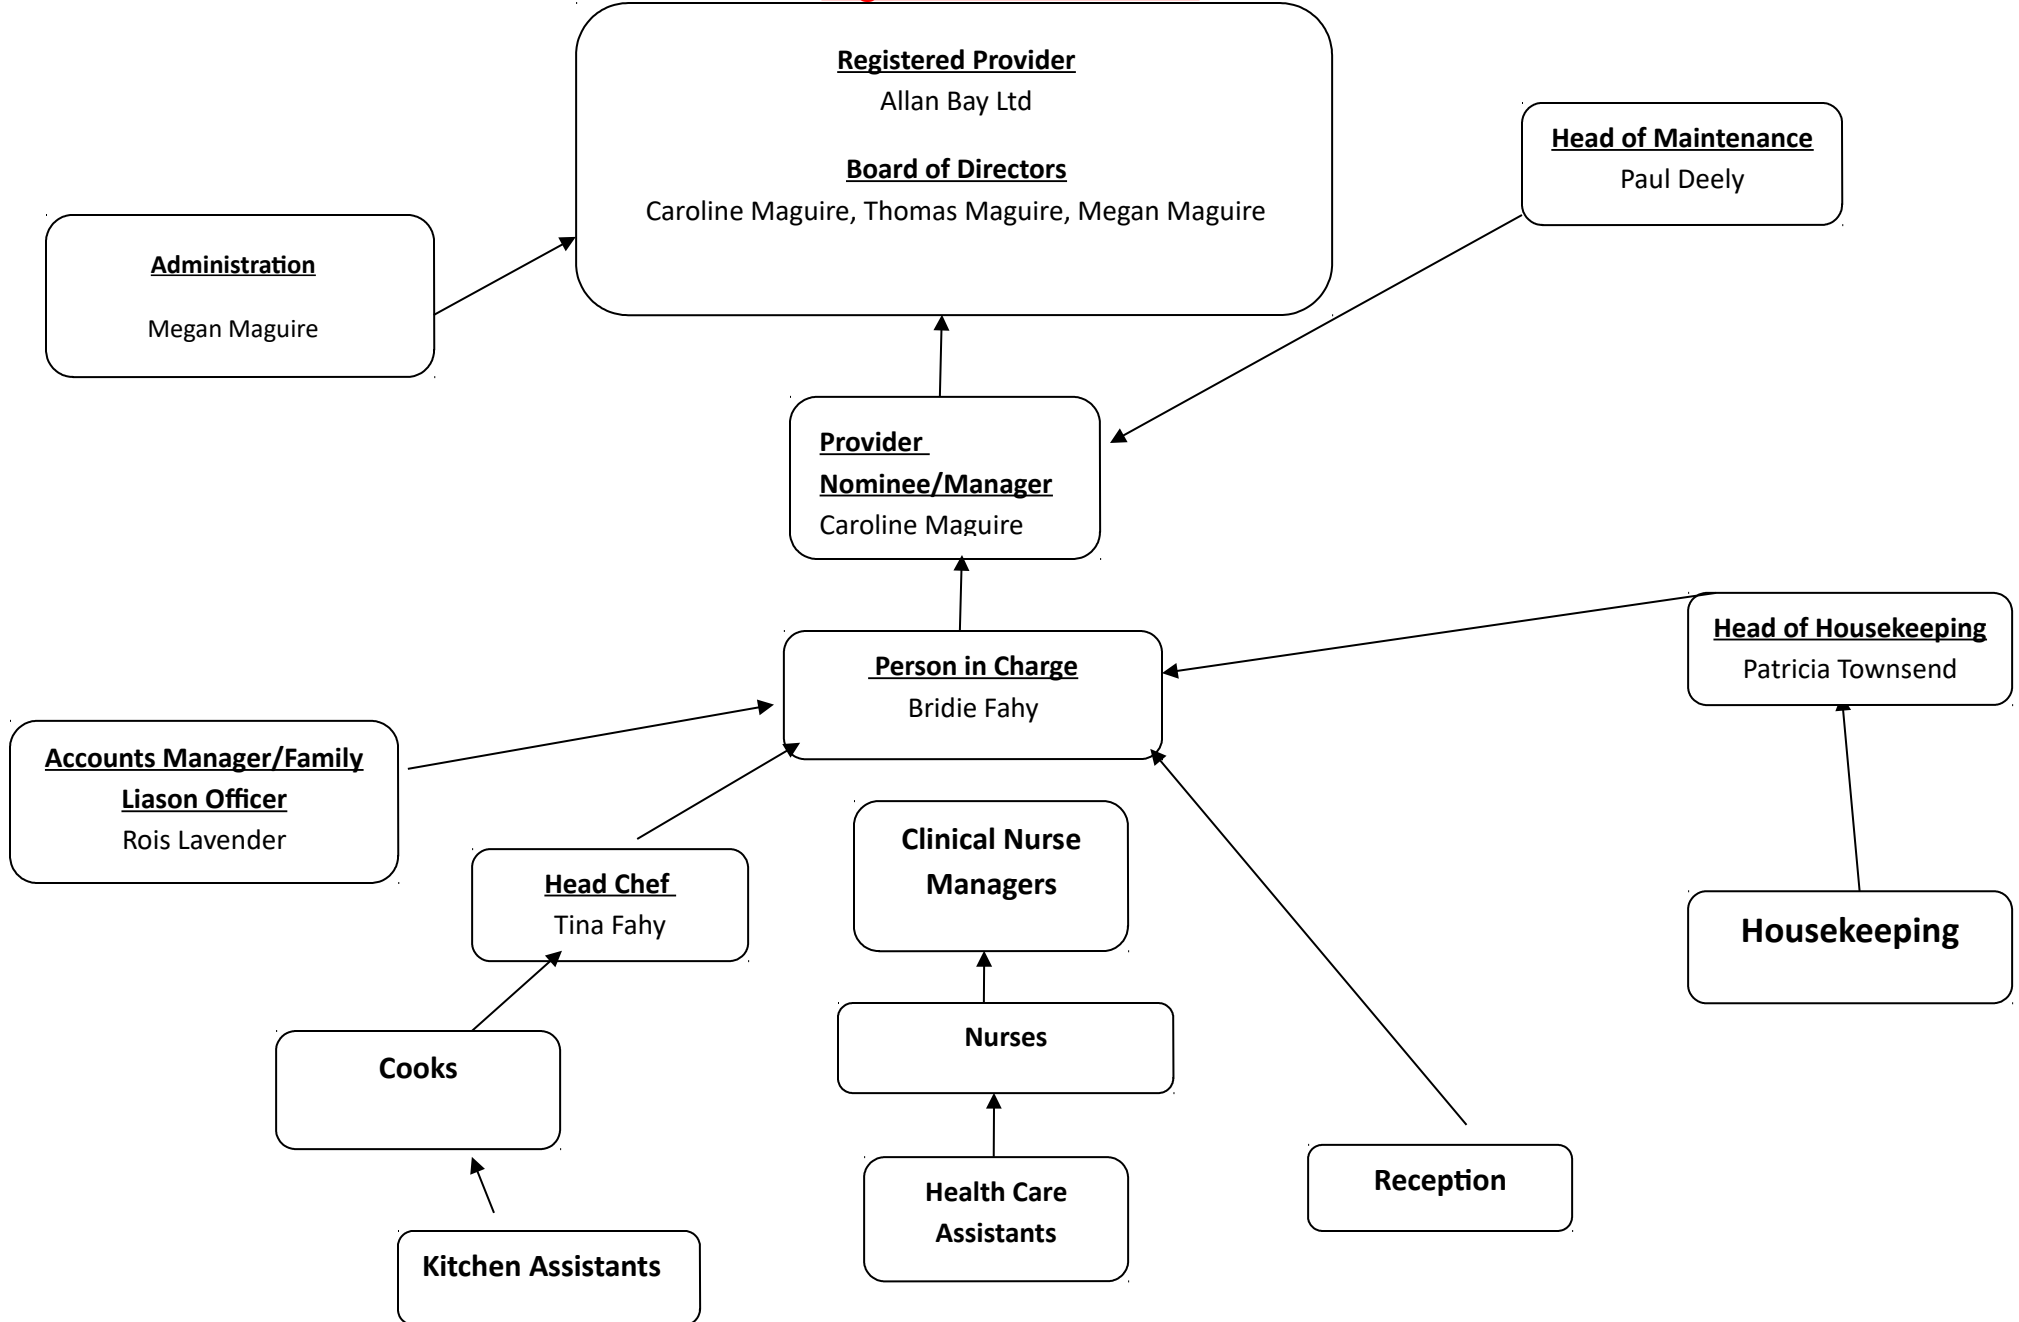 Registered Provider
Allan Bay Ltd
Board of Directors
Caroline Maguire, Thomas Maguire, Megan Maguire
Head of Maintenance
Paul Deely
Administration
Megan Maguire
Provider
Nominee/Manager
Caroline Maguire
Person in Charge
Bridie Fahy
Head of Housekeeping
Patricia Townsend
Accounts Manager/Family
Liason Officer
Rois Lavender
Head Chef
Tina Fahy
Clinical Nurse
Managers
Housekeeping
Cooks
Nurses
Health Care
Assistants
Reception
Kitchen Assistants